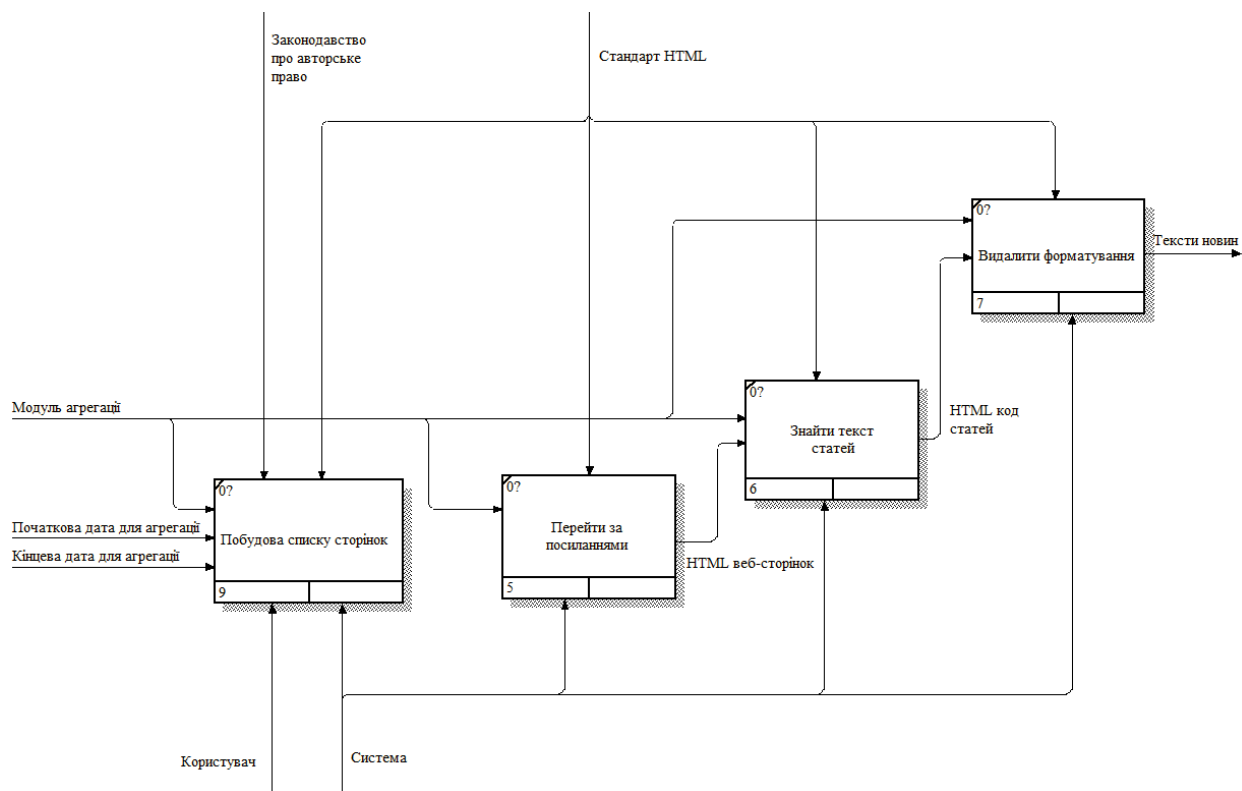 Законодавство
про авторське
право
Стандарт HTML
0?
Видалити форматування
7
Тексти новин
Модуль агрегації
0?
Знайти текст
статей
6
HTML код
статей
0?
Побудова списку сторінок
9
Початкова дата для агрегації
Кінцева дата для агрегації
0?
Перейти за
посиланнями
5
HTML веб-сторінок
Користувач
Система